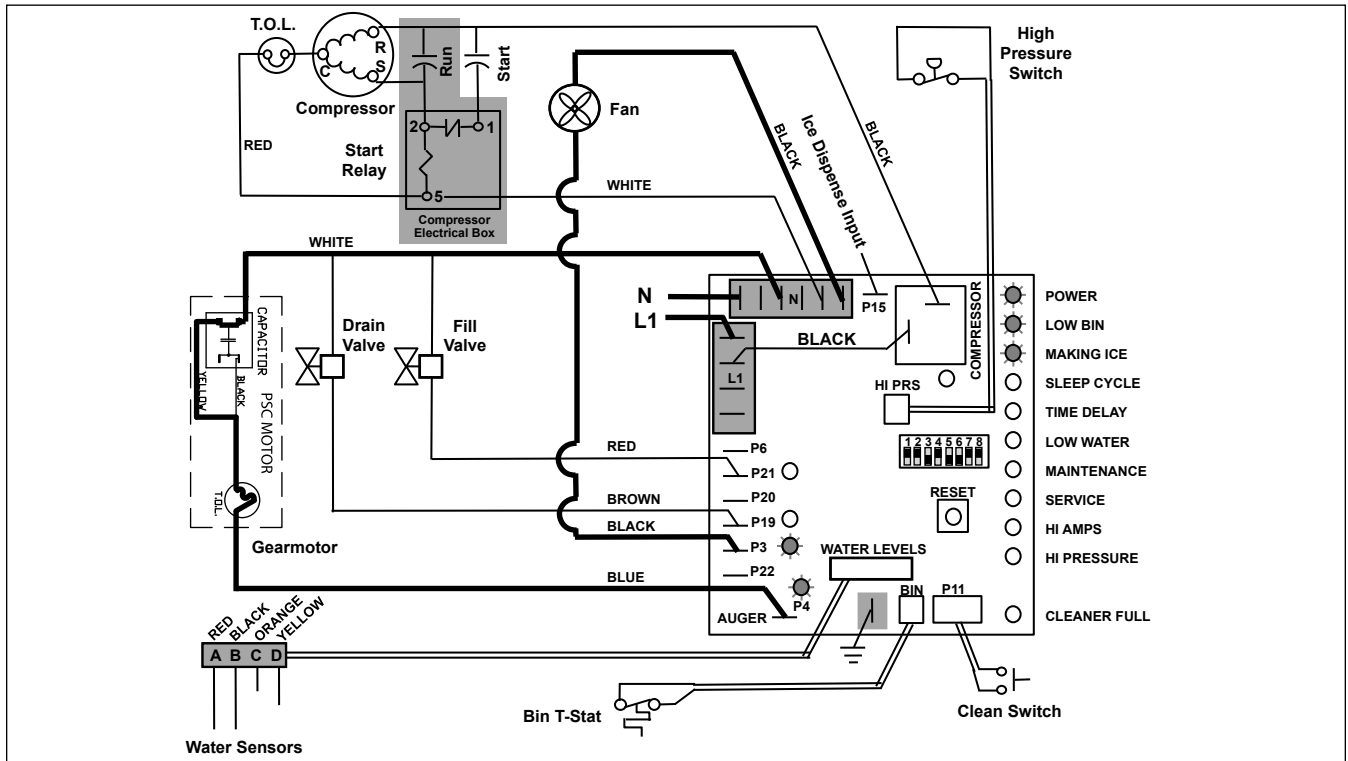 T.O.L.
R
S
C
Compressor
Run
Start
2
1
Start
Relay
5
Compressor
Electrical Box
RED
WHITE
Fan
BLACK
Ice Dispense Input
BLACK
High
Pressure
Switch
WHITE
CAPACITOR
YELLOW
BLACK
PSC MOTOR
T.O.L.
Gearmotor
Drain
Valve
Fill
Valve
N
L1
N
P15
BLACK
L1
COMPRESSOR
HI PRS
1 2 3 4 5 6 7 8
RESET
POWER
LOW BIN
MAKING ICE
SLEEP CYCLE
TIME DELAY
LOW WATER
MAINTENANCE
SERVICE
HI AMPS
HI PRESSURE
CLEANER FULL
RED
P6
P21
BROWN
P20
P19
BLACK
P3
BLUE
P22
P4
AUGER
WATER LEVELS
BIN
P11
RED
BLACK
ORANGE
YELLOW
A B C D
Water Sensors
Bin T-Stat
Clean Switch